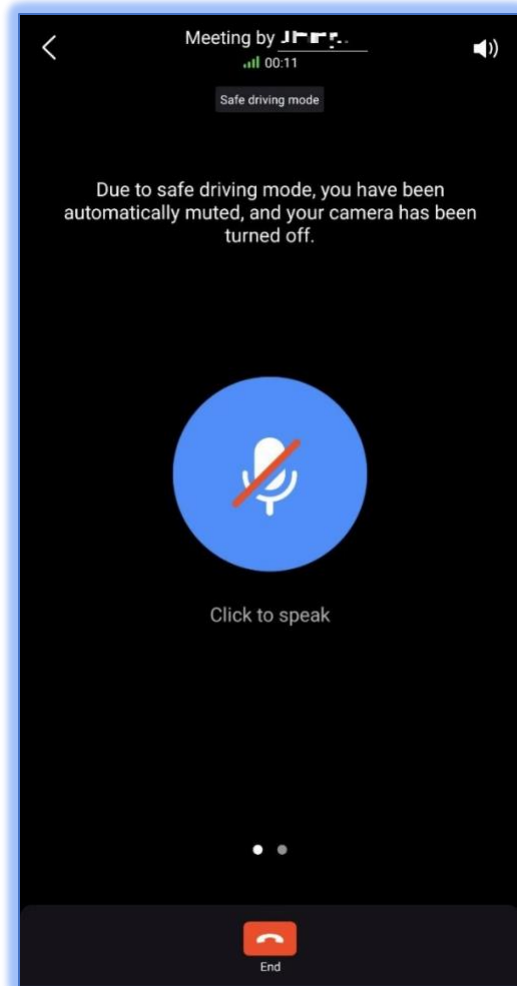 Meeting by
00:11
Safe driving mode
Due to safe driving mode, you have been
automatically muted, and your camera has been
turned off.
Click to speak
End